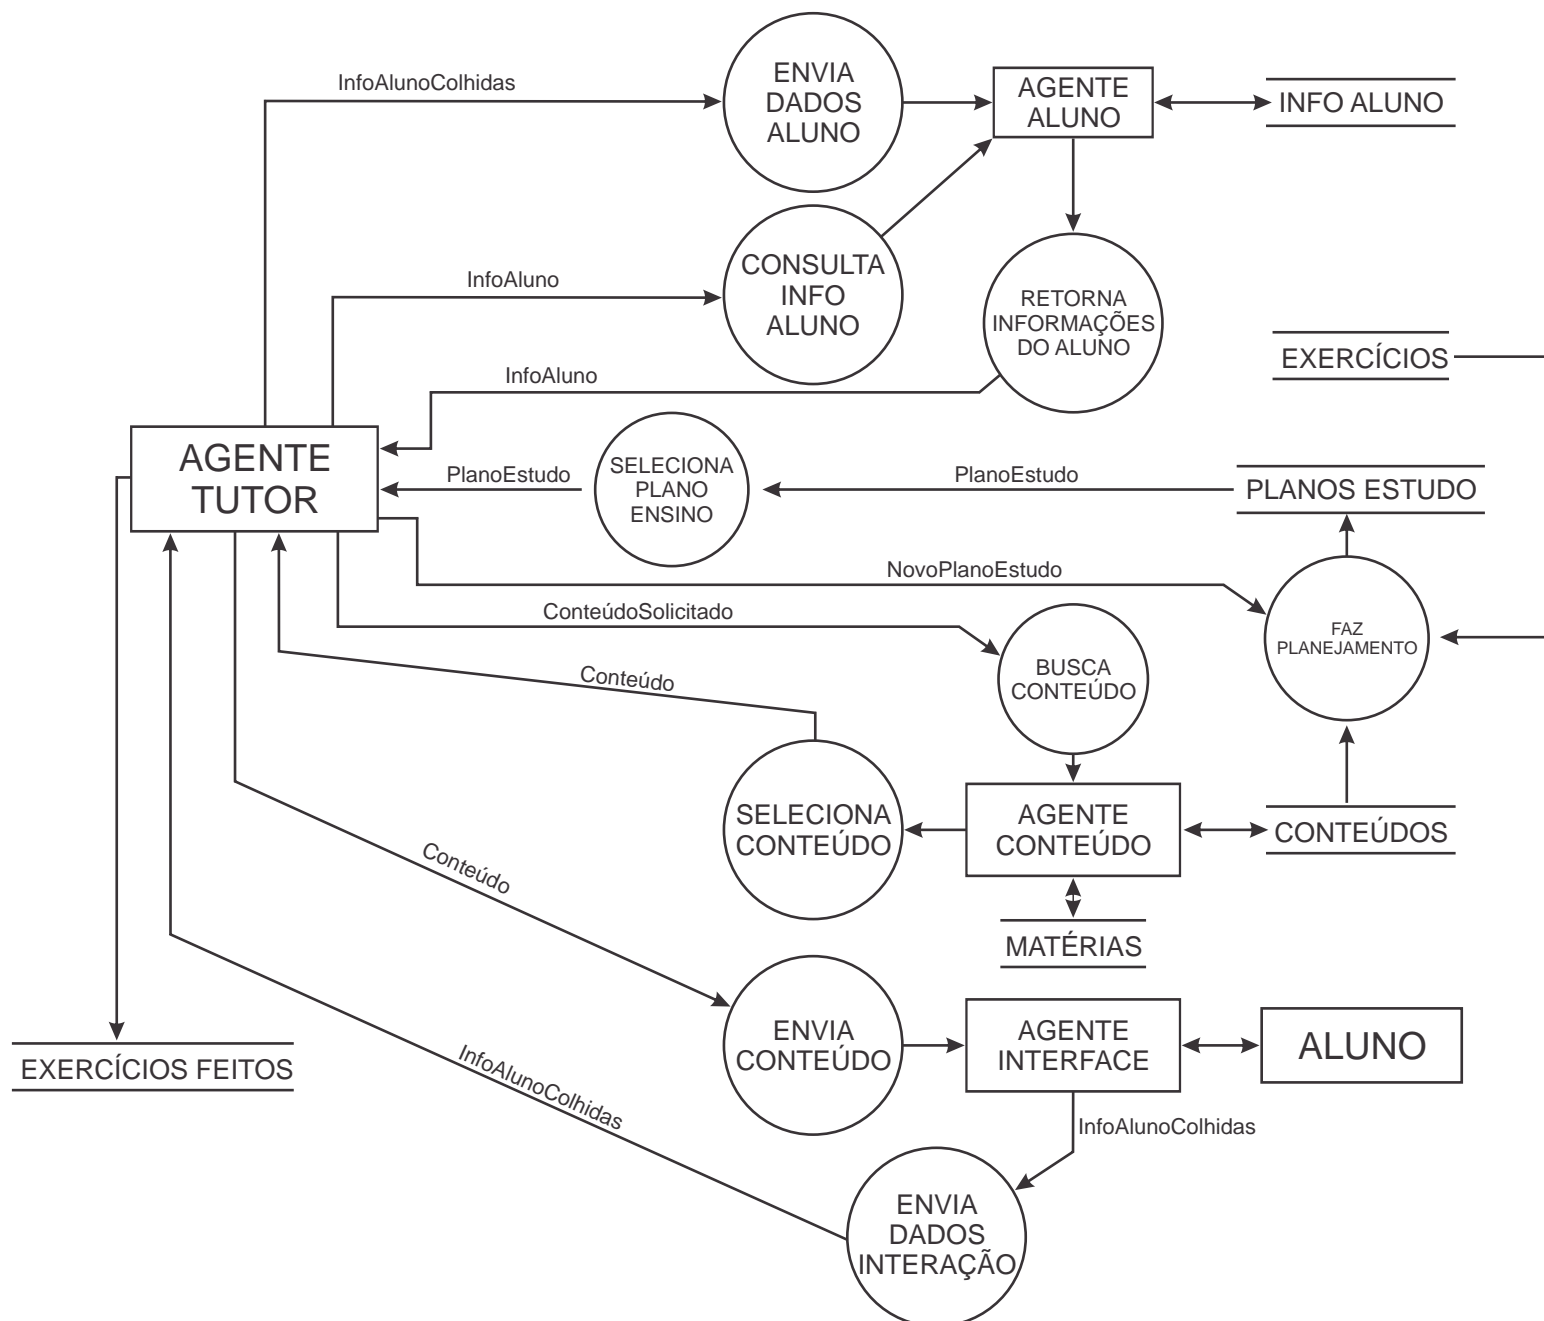 ENVIA
DADOS
ALUNO
InfoAlunoColhidas
AGENTE
ALUNO
INFO ALUNO
CONSULTA
INFO
ALUNO
InfoAluno
RETORNA
INFORMAÇÕES
DO ALUNO
EXERCÍCIOS
InfoAluno
AGENTE
TUTOR
PlanoEstudo
SELECIONA
PLANO
ENSINO
PlanoEstudo
PLANOS ESTUDO
NovoPlanoEstudo
ConteúdoSolicitado
FAZ
PLANEJAMENTO
BUSCA
CONTEÚDO
Conteúdo
SELECIONA
CONTEÚDO
AGENTE
CONTEÚDO
CONTEÚDOS
Conteúdo
MATÉRIAS
ENVIA
CONTEÚDO
AGENTE
INTERFACE
ALUNO
EXERCÍCIOS FEITOS
InfoAlunoColhidas
InfoAlunoColhidas
ENVIA
DADOS
INTERAÇÃO